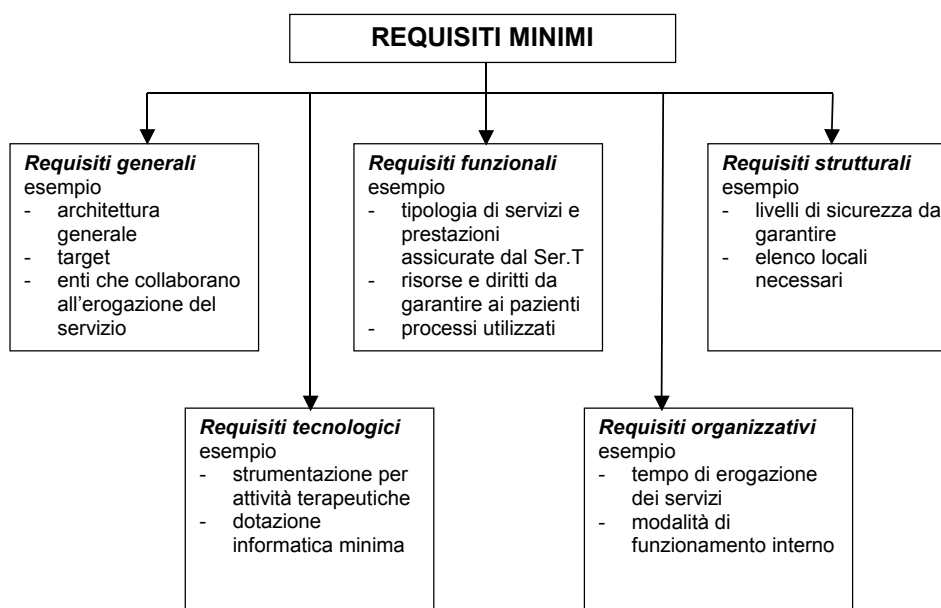 REQUISITI MINIMI
Requisiti generali
esempio
- architettura
generale
- target
- enti che collaborano
all'erogazione del
servizio
Requisiti funzionali
esempio
- tipologia di servizi e
prestazioni
assicurate dal Ser.T
- risorse e diritti da
garantire ai pazienti
- processi utilizzati
Requisiti strutturali
esempio
- livelli di sicurezza da
garantire
- elenco locali
necessari
Requisiti tecnologici
esempio
- strumentazione per
attività terapeutiche
- dotazione
informatica minima
Requisiti organizzativi
esempio
- tempo di erogazione
dei servizi
- modalità di
funzionamento interno